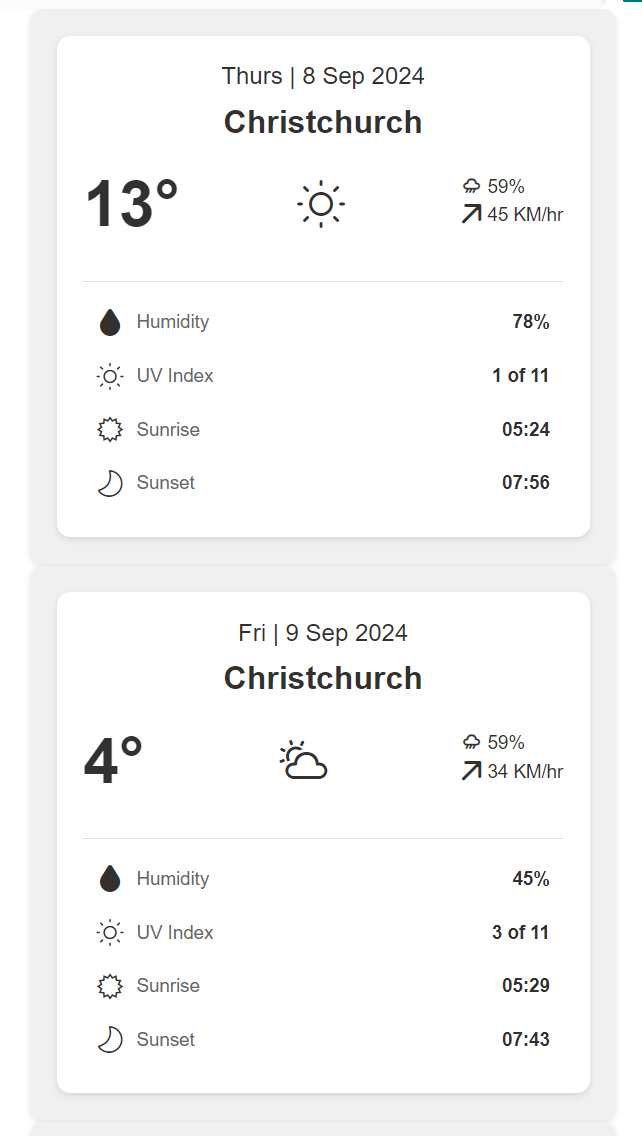 Thurs | 8 Sep 2024
Christchurch
13°
59%
45 KM/hr
Humidity 78%
UV Index 1 of 11
Sunrise 05:24
Sunset 07:56
Fri | 9 Sep 2024
Christchurch
4°
59%
34 KM/hr
Humidity 45%
UV Index 3 of 11
Sunrise 05:29
Sunset 07:43